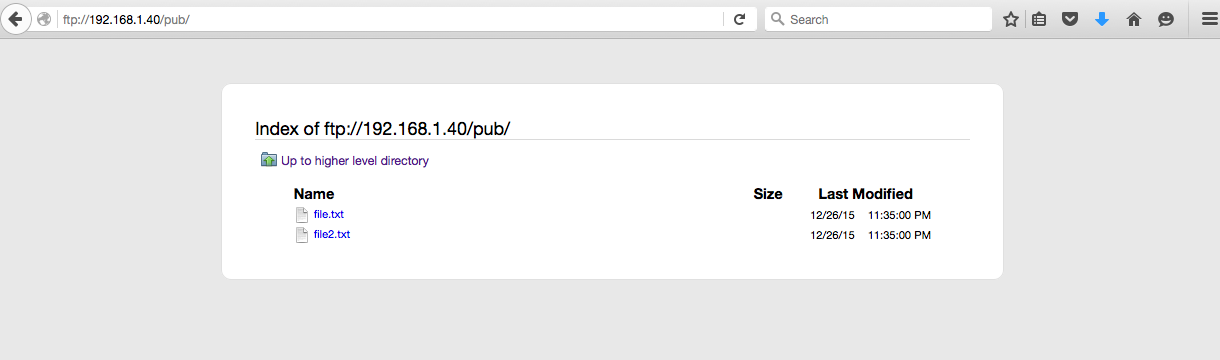 ftp://192.168.1.40/pub/
Search
Index of ftp://192.168.1.40/pub/
Up to higher level directory
Name Size Last Modified
file.txt 12/26/15 11:35:00 PM
file2.txt 12/26/15 11:35:00 PM